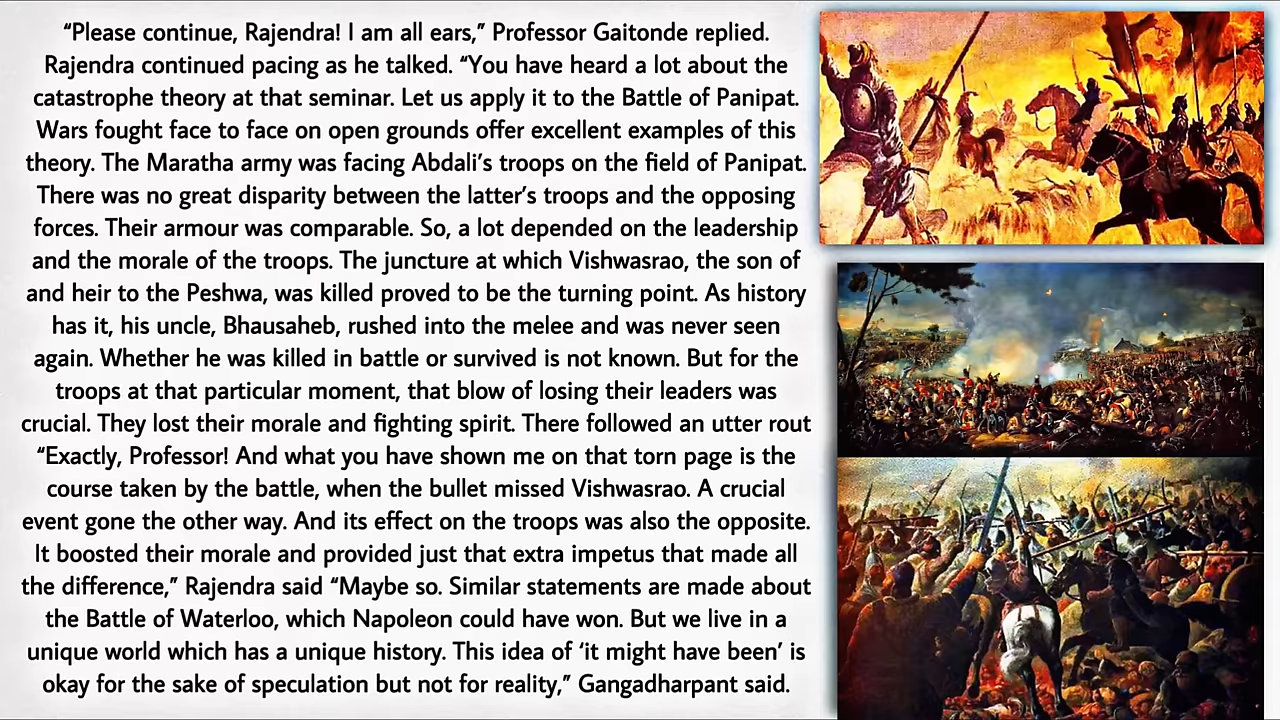 “Please continue, Rajendra! I am all ears,” Professor Gaitonde replied.
Rajendra continued pacing as he talked. “You have heard a lot about the
catastrophe theory at that seminar. Let us apply it to the Battle of Panipat.
Wars fought face to face on open grounds offer excellent examples of this
theory. The Maratha army was facing Abdali’s troops on the field of Panipat.
There was no great disparity between the latter’s troops and the opposing
forces. Their armour was comparable. So, a lot depended on the leadership
and the morale of the troops. The juncture at which Vishwasrao, the son of
and heir to the Peshwa, was killed proved to be the turning point. As history
has it, his uncle, Bhausaheb, rushed into the melee and was never seen
again. Whether he was killed in battle or survived is not known. But for the
troops at that particular moment, that blow of losing their leaders was
crucial. They lost their morale and fighting spirit. There followed an utter rout
“Exactly, Professor! And what you have shown me on that torn page is the
course taken by the battle, when the bullet missed Vishwasrao. A crucial
event gone the other way. And its effect on the troops was also the opposite.
It boosted their morale and provided just that extra impetus that made all
the difference,” Rajendra said “Maybe so. Similar statements are made about
the Battle of Waterloo, which Napoleon could have won. But we live in a
unique world which has a unique history. This idea of ‘it might have been’ is
okay for the sake of speculation but not for reality,” Gangadharpant said.